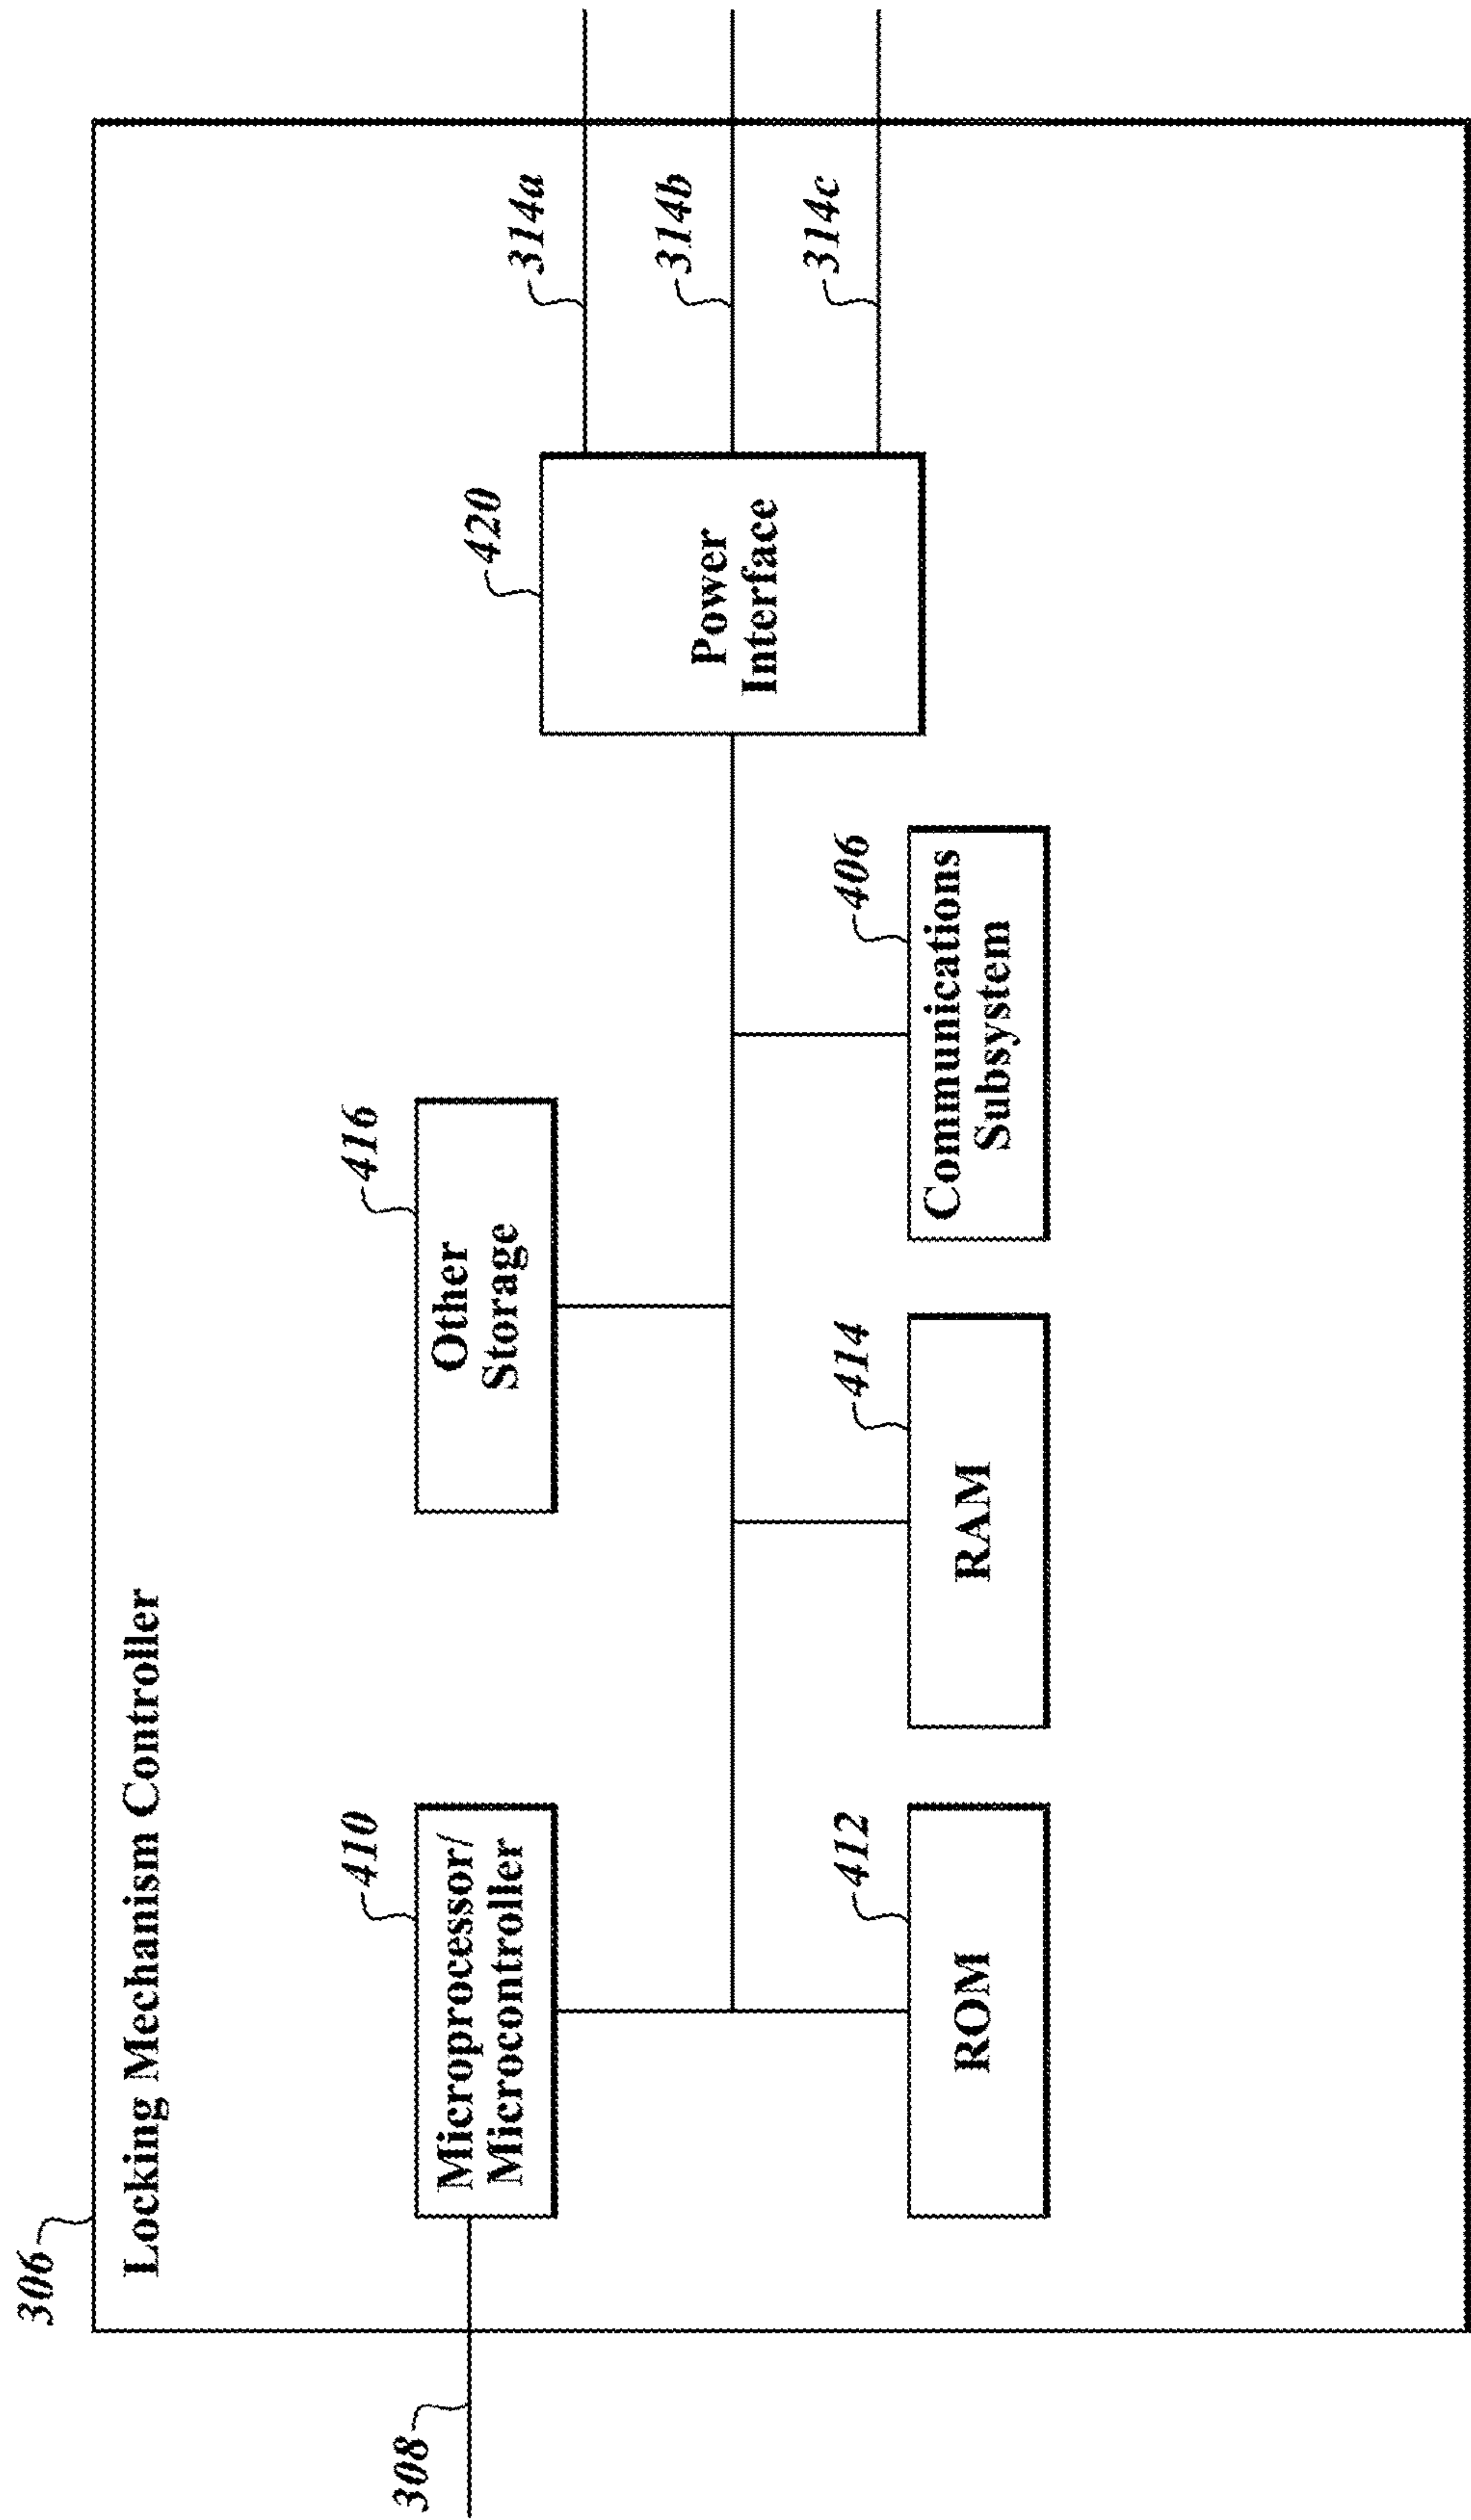 306
Locking Mechanism Controller
308
410
Microprocessor/
Microcontroller
416
Other
Storage
412
ROM
414
RAM
406
Communications
Subsystem
420
Power
Interface
314a
314b
314c